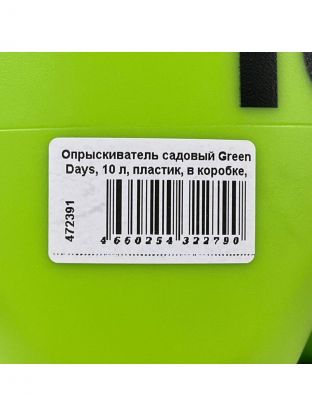 Опрыскиватель садовый Green
Days, 10 л, пластик, в коробке,
472391
4 660254 322790